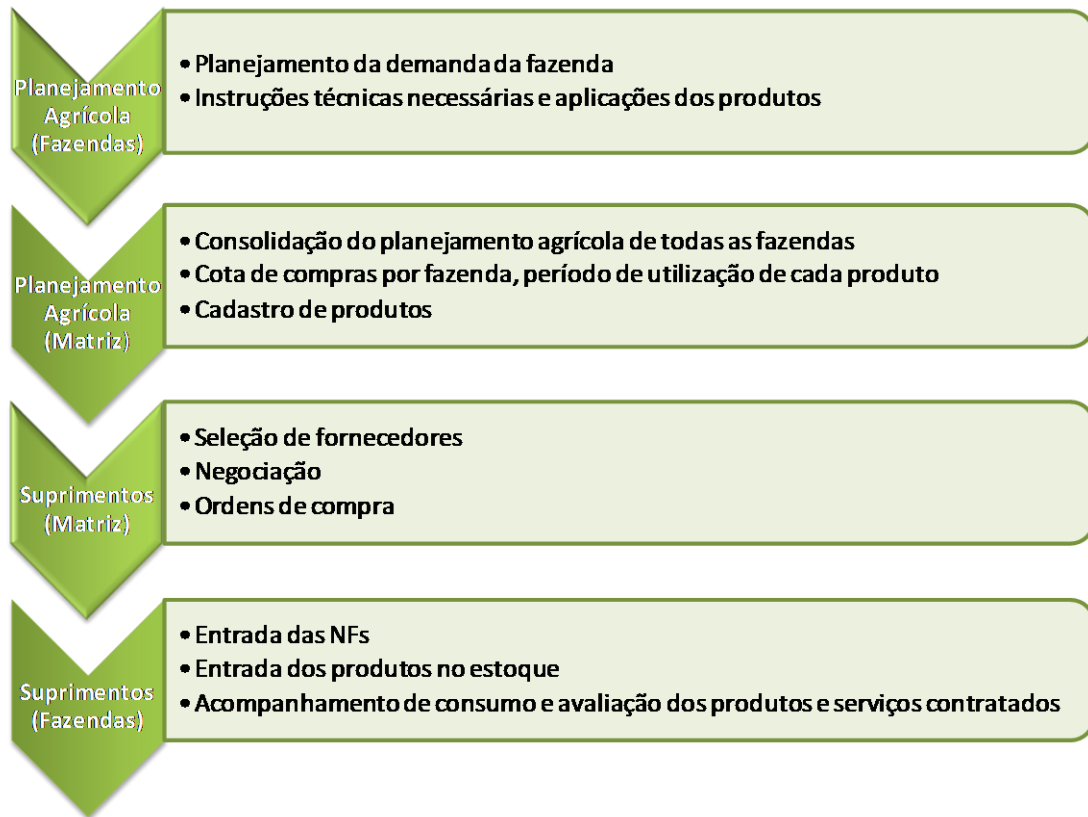 Planejamento
Agrícola
(Fazendas)
• Planejamento da demanda da fazenda
• Instruções técnicas necessárias e aplicações dos produtos
Planejamento
Agrícola
(Matriz)
• Consolidação do planejamento agrícola de todas as fazendas
• Cota de compras por fazenda, período de utilização de cada produto
• Cadastro de produtos
Suprimentos
(Matriz)
• Seleção de fornecedores
• Negociação
• Ordens de compra
Suprimentos
(Fazendas)
• Entrada das NFs
• Entrada dos produtos no estoque
• Acompanhamento de consumo e avaliação dos produtos e serviços contratados